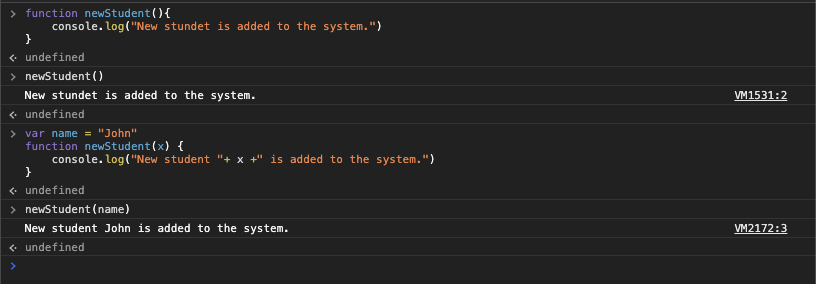 > function newStudent(){
    console.log("New stundet is added to the system.")
}
undefined
> newStudent()
New stundet is added to the system. VM1531:2
undefined
> var name = "John"
function newStudent(x) {
    console.log("New student "+ x +" is added to the system.")
}
undefined
> newStudent(name)
New student John is added to the system. VM2172:3
undefined
>